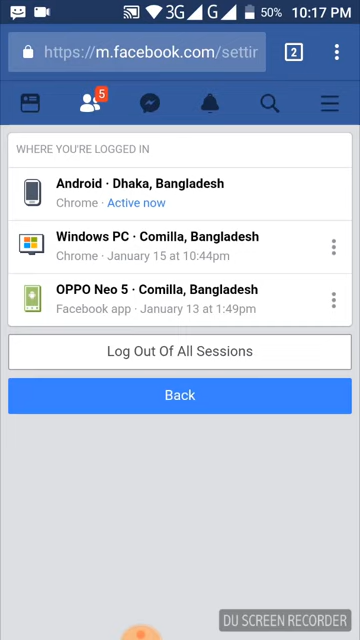 3G G 50% 10:17 PM
https://m.facebook.com/settir 2
5
WHERE YOU'RE LOGGED IN
Android · Dhaka, Bangladesh
Chrome · Active now
Windows PC · Comilla, Bangladesh
Chrome · January 15 at 10:44pm
OPPO Neo 5 · Comilla, Bangladesh
Facebook app · January 13 at 1:49pm
Log Out Of All Sessions
Back
DU SCREEN RECORDER